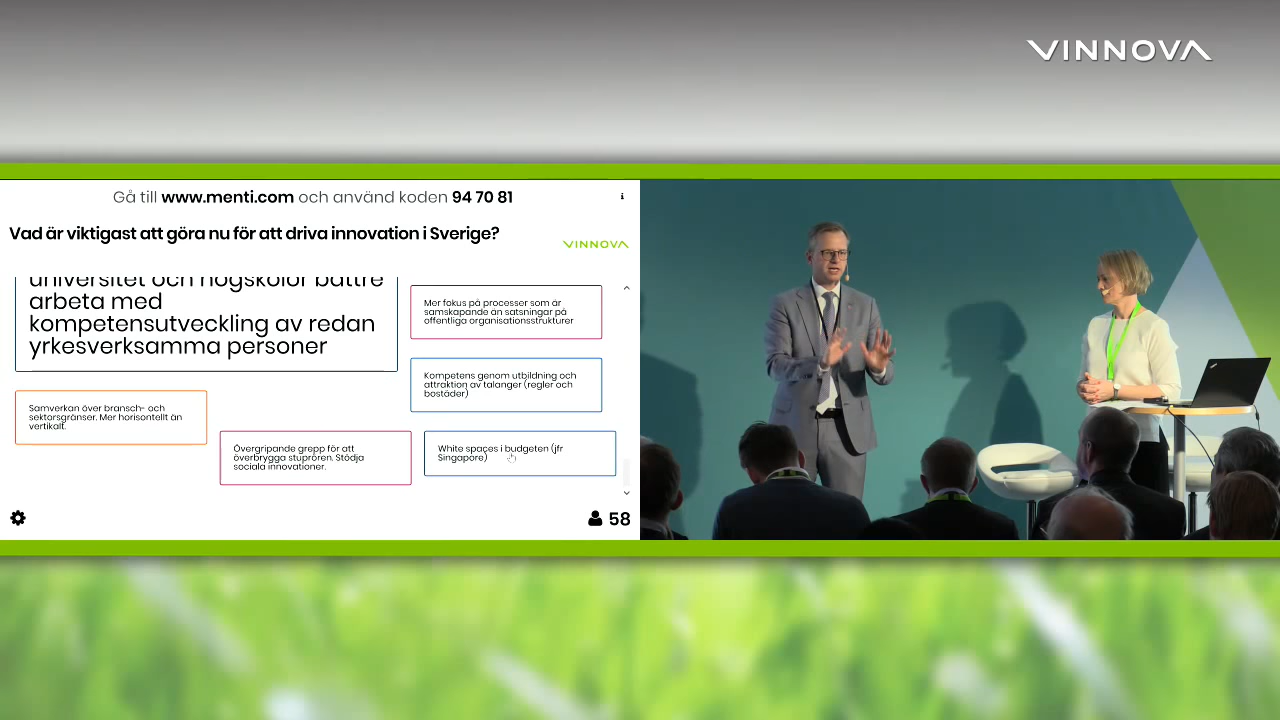 VINNOVA
Gå till www.menti.com och använd koden 94 70 81
Vad är viktigast att göra nu för att driva innovation i Sverige?
VINNOVA
universitet och högskolor bättre
arbeta med
kompetensutveckling av redan
yrkesverksamma personer
Mer fokus på processer som är
samskapande än satsningar på
offentliga organisationsstrukturer
Kompetens genom utbildning och
attraktion av talanger (regler och
bostäder)
Samverkan över bransch- och
sektorsgränser. Mer horisontellt än
vertikalt.
Övergripande grepp för att
överbrygga stuprören. Stödja
sociala innovationer.
White spaces i budgeten (jfr
Singapore)
58